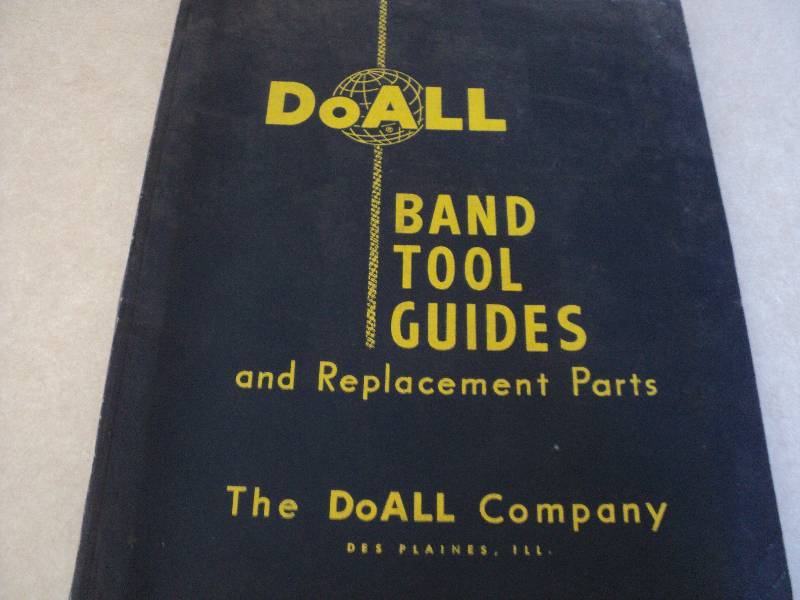 DoALL
®
BAND
TOOL
GUIDES
and Replacement Parts
The DoALL Company
DES PLAINES, ILL.